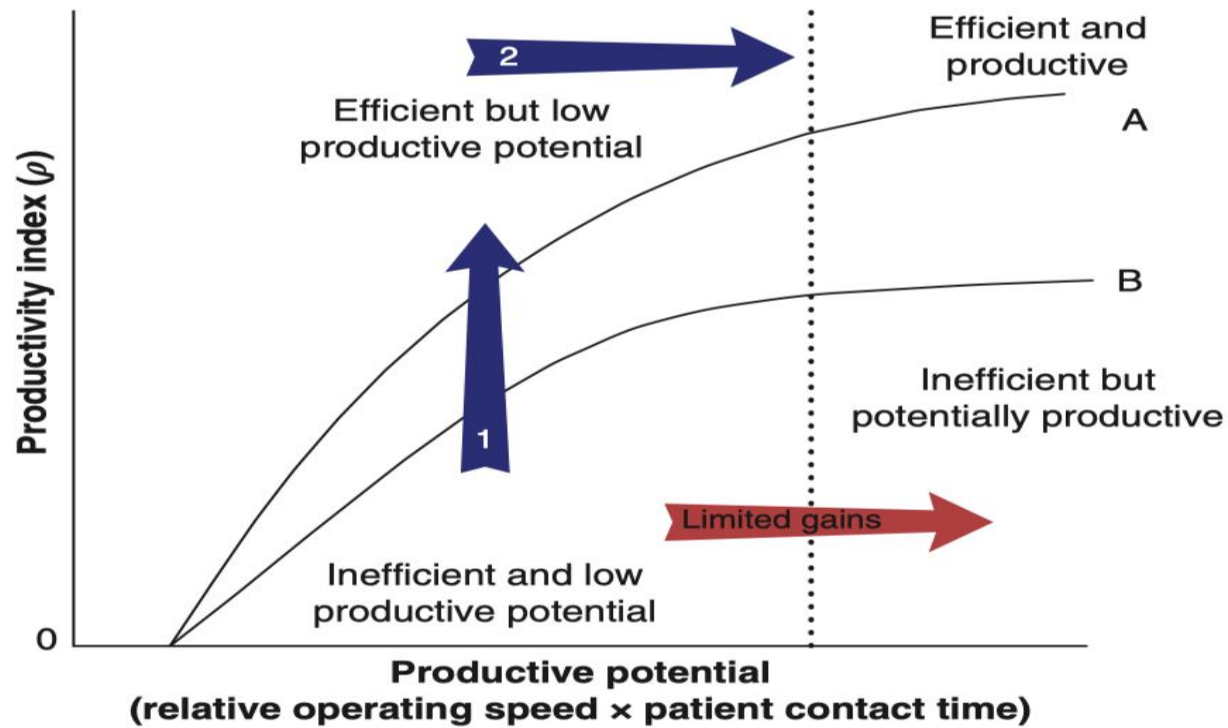 2
Efficient and
productive
Efficient but low
productive potential
A
Productivity index (ρ)
B
1
Inefficient but
potentially productive
Limited gains
Inefficient and low
productive potential
0
Productive potential
(relative operating speed × patient contact time)